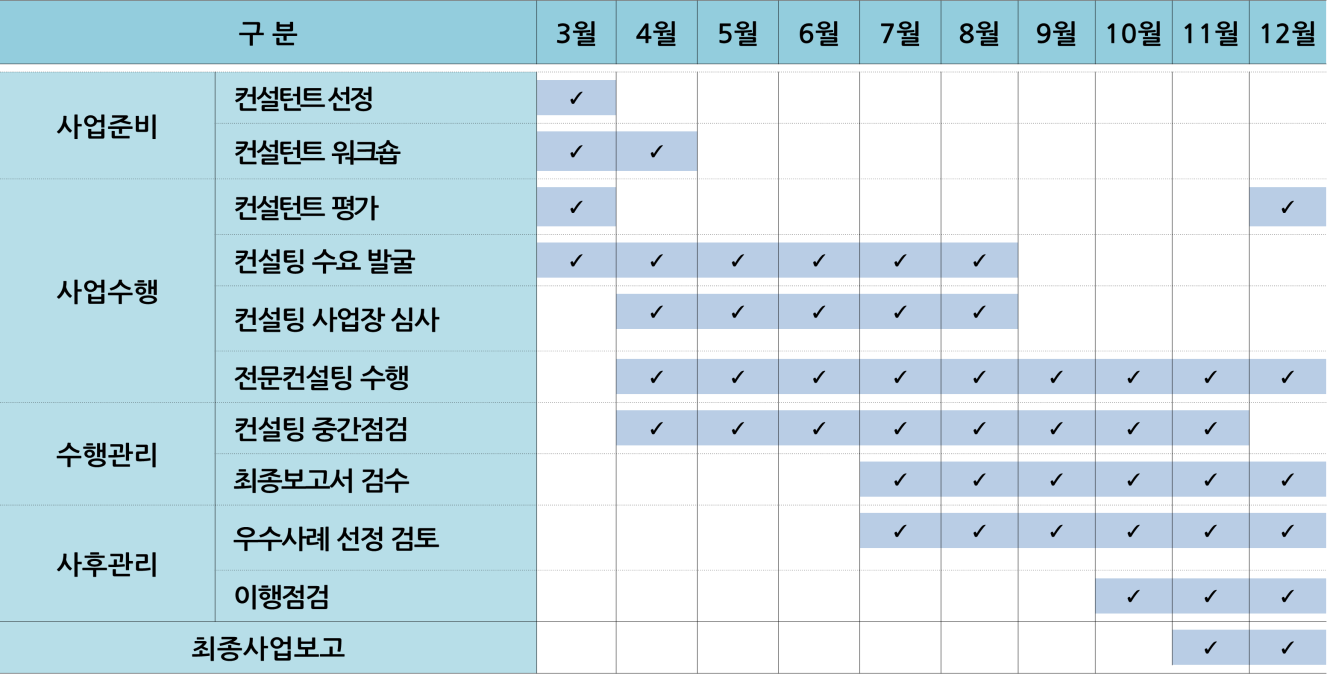 구 분 3월 4월 5월 6월 7월 8월 9월 10월 11월 12월
사업준비
컨설턴트 선정 ✓
컨설턴트 워크숍 ✓ ✓
사업수행
컨설턴트 평가 ✓ ✓
컨설팅 수요 발굴 ✓ ✓ ✓ ✓ ✓ ✓
컨설팅 사업장 심사 ✓ ✓ ✓ ✓ ✓
전문컨설팅 수행 ✓ ✓ ✓ ✓ ✓ ✓ ✓ ✓ ✓
수행관리
컨설팅 중간점검 ✓ ✓ ✓ ✓ ✓ ✓ ✓ ✓
최종보고서 검수 ✓ ✓ ✓ ✓ ✓ ✓
사후관리
우수사례 선정 검토 ✓ ✓ ✓ ✓ ✓ ✓
이행점검 ✓ ✓ ✓
최종사업보고 ✓ ✓